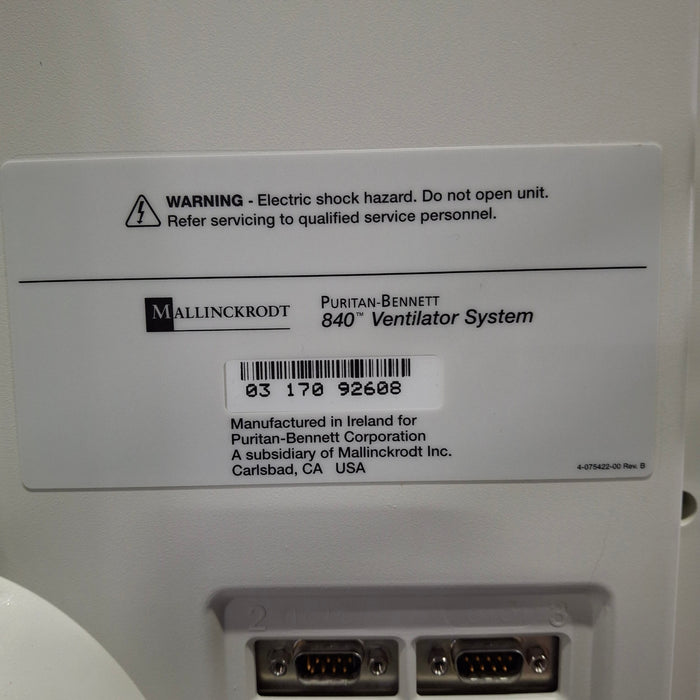 WARNING - Electric shock hazard. Do not open unit.
Refer servicing to qualified service personnel.
MALLINCKRODT
PURITAN-BENNETT
840™ Ventilator System
03 170 92608
Manufactured in Ireland for
Puritan-Bennett Corporation
A subsidiary of Mallinckrodt Inc.
Carlsbad, CA USA
4-075422-00 Rev. B
2
3